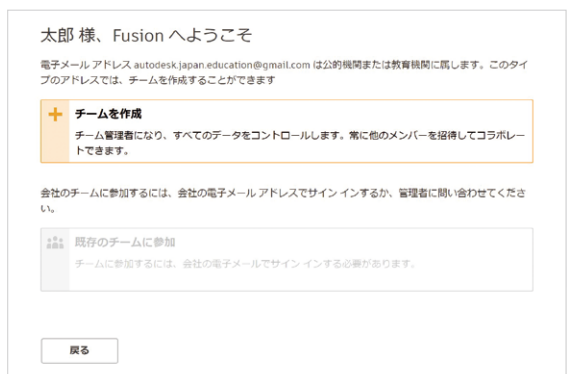 太郎 様、Fusion へようこそ
電子メール アドレス autodesk.japan.education@gmail.com は公的機関または教育機関に属します。このタイ
プのアドレスでは、チームを作成することができます
チームを作成
チーム管理者になり、すべてのデータをコントロールします。常に他のメンバーを招待してコラボレー
トできます。
会社のチームに参加するには、会社の電子メール アドレスでサイン インするか、管理者に問い合わせてくださ
い。
既存のチームに参加
チームに参加するには、会社の電子メールでサイン インする必要があります。
戻る